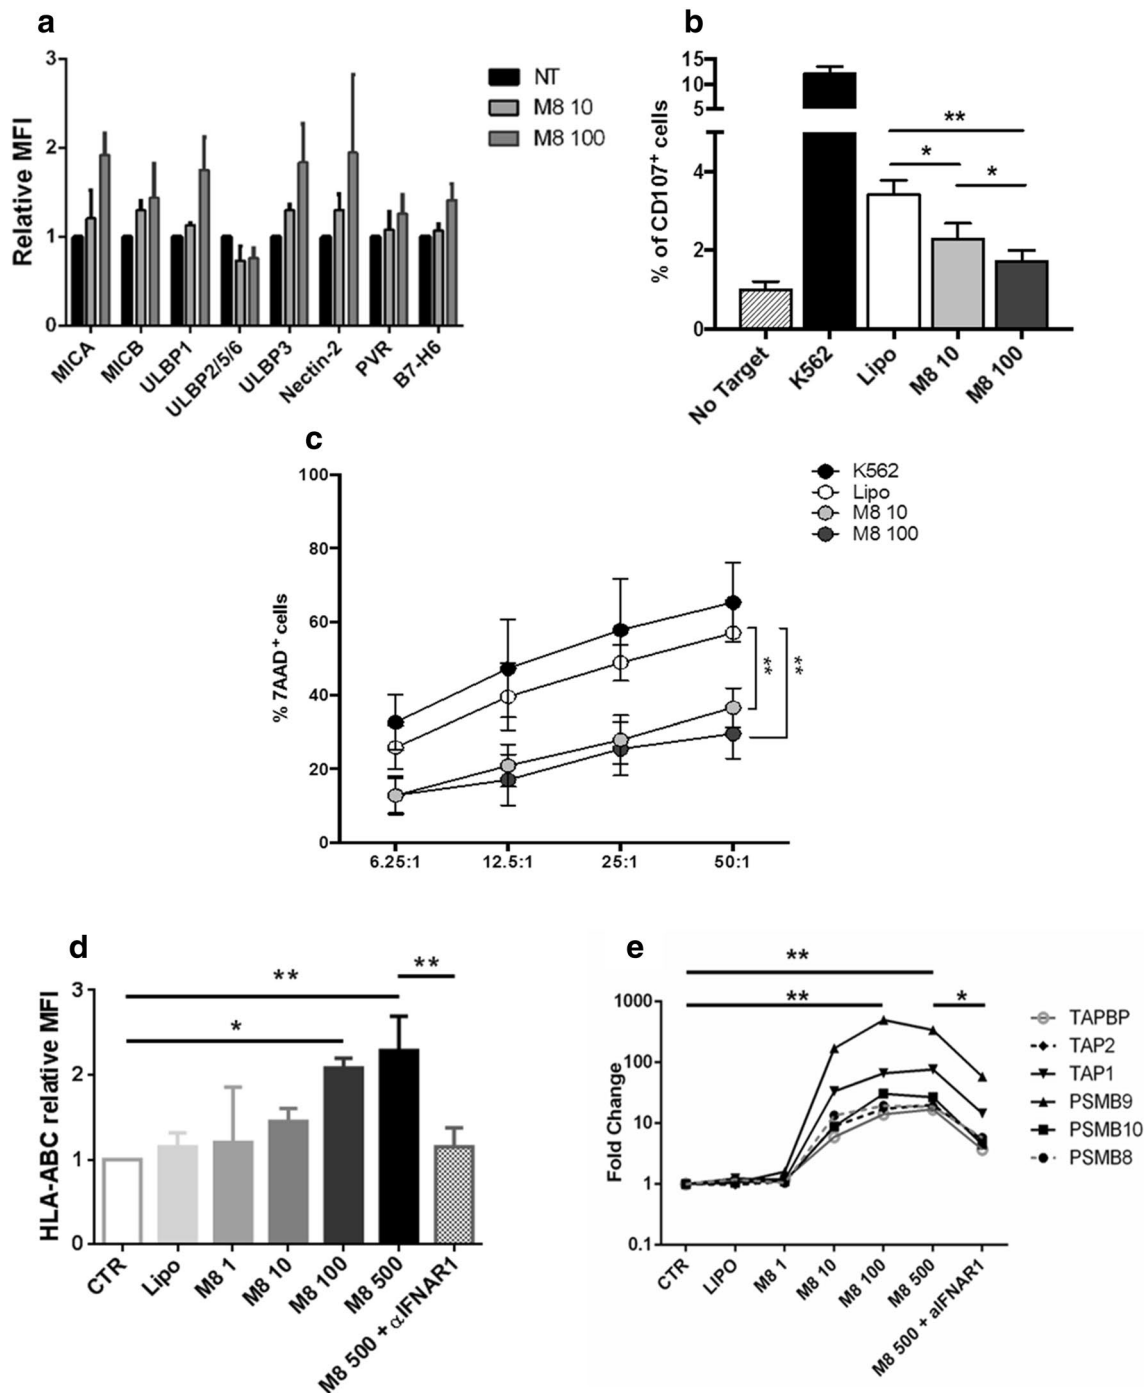 a
3
2
1
0
Relative MFI
NT
M8 10
M8 100
MICA
MICB
ULBP1
ULBP2/5/6
ULBP3
Nectin-2
PVR
B7-H6
b
15
10
5
4
2
0
% of CD107+ cells
**
*
*
No Target
K562
Lipo
M8 10
M8 100
c
100
80
60
40
20
0
% 7AAD+ cells
K562
Lipo
M8 10
M8 100
**
**
6.25:1
12.5:1
25:1
50:1
d
3
2
1
0
HLA-ABC relative MFI
**
**
*
CTR
Lipo
M8 1
M8 10
M8 100
M8 500
M8 500 + αIFNAR1
e
1000
100
10
1
0.1
Fold Change
**
**
*
TAPBP
TAP2
TAP1
PSMB9
PSMB10
PSMB8
CTR
LIPO
M8 1
M8 10
M8 100
M8 500
M8 500 + aIFNAR1